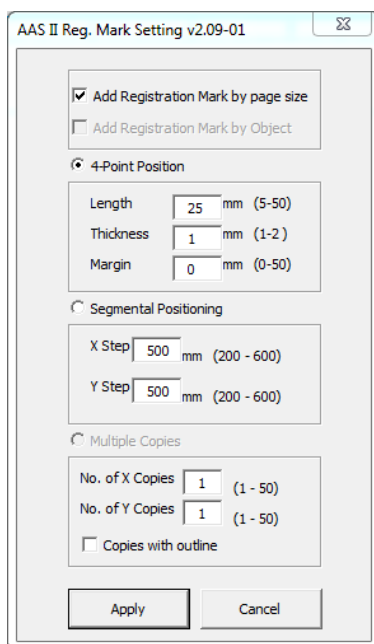 AAS II Reg. Mark Setting v2.09-01
Add Registration Mark by page size
Add Registration Mark by Object
4-Point Position
Length 25 mm (5-50)
Thickness 1 mm (1-2 )
Margin 0 mm (0-50)
Segmental Positioning
X Step 500 mm (200 - 600)
Y Step 500 mm (200 - 600)
Multiple Copies
No. of X Copies 1 (1 - 50)
No. of Y Copies 1 (1 - 50)
Copies with outline
Apply Cancel